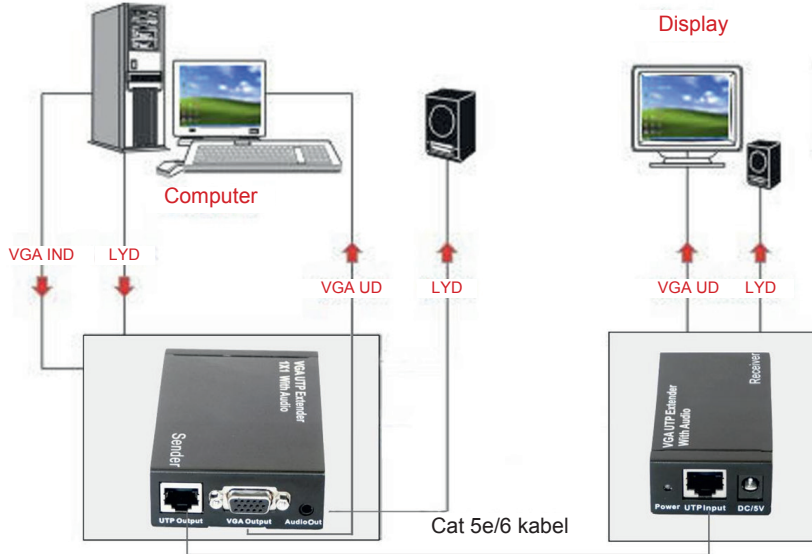 Display
Computer
VGA IND
LYD
VGA UD
LYD
VGA UD
LYD
VGA UTP Extender
1X1 With Audio
Sender
UTP Output
VGA Output
AudioOut
VGA UTP Extender
With Audio
Receiver
Power
UTP Input
DC/5V
Cat 5e/6 kabel